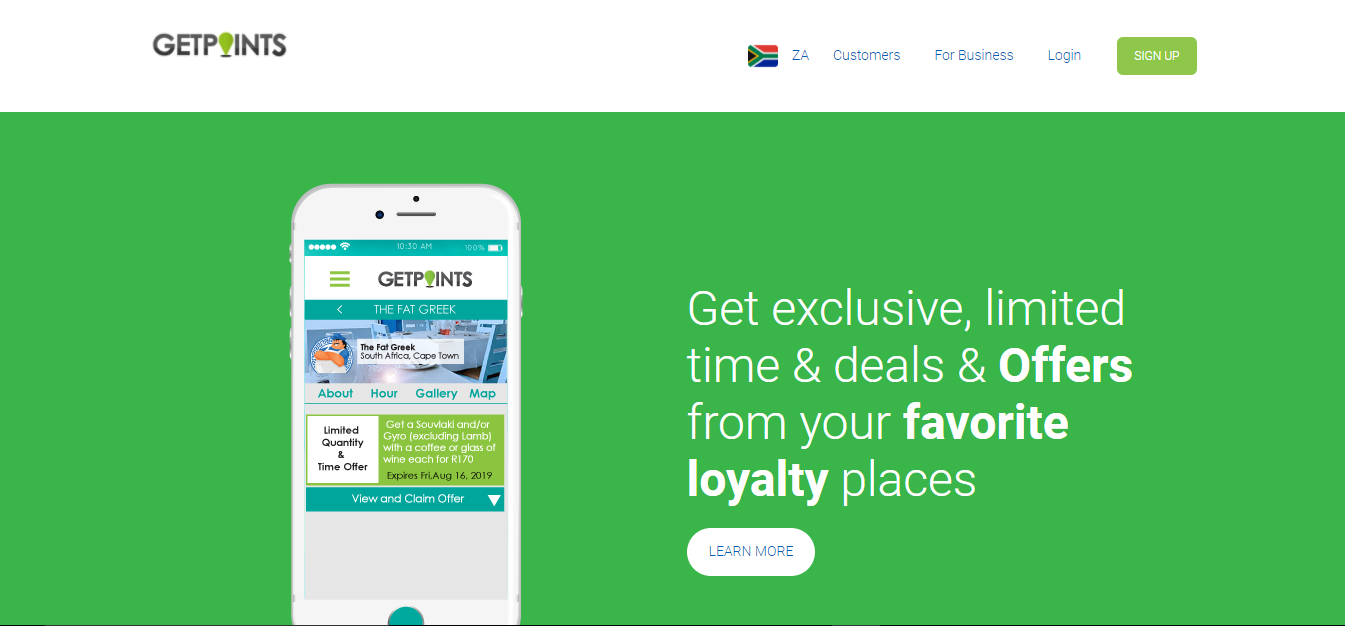 GETPOINTS
ZA Customers For Business Login SIGN UP
10:30 AM 100%
GETPOINTS
< THE FAT GREEK
The Fat Greek
South Africa, Cape Town
About Hour Gallery Map
Limited
Quantity
&
Time Offer
Get a Souvlaki and/or
Gyro (excluding Lamb)
with a coffee or glass of
wine each for R170
Expires Fri,Aug 16, 2019
View and Claim Offer
Get exclusive, limited
time & deals & Offers
from your favorite
loyalty places
LEARN MORE